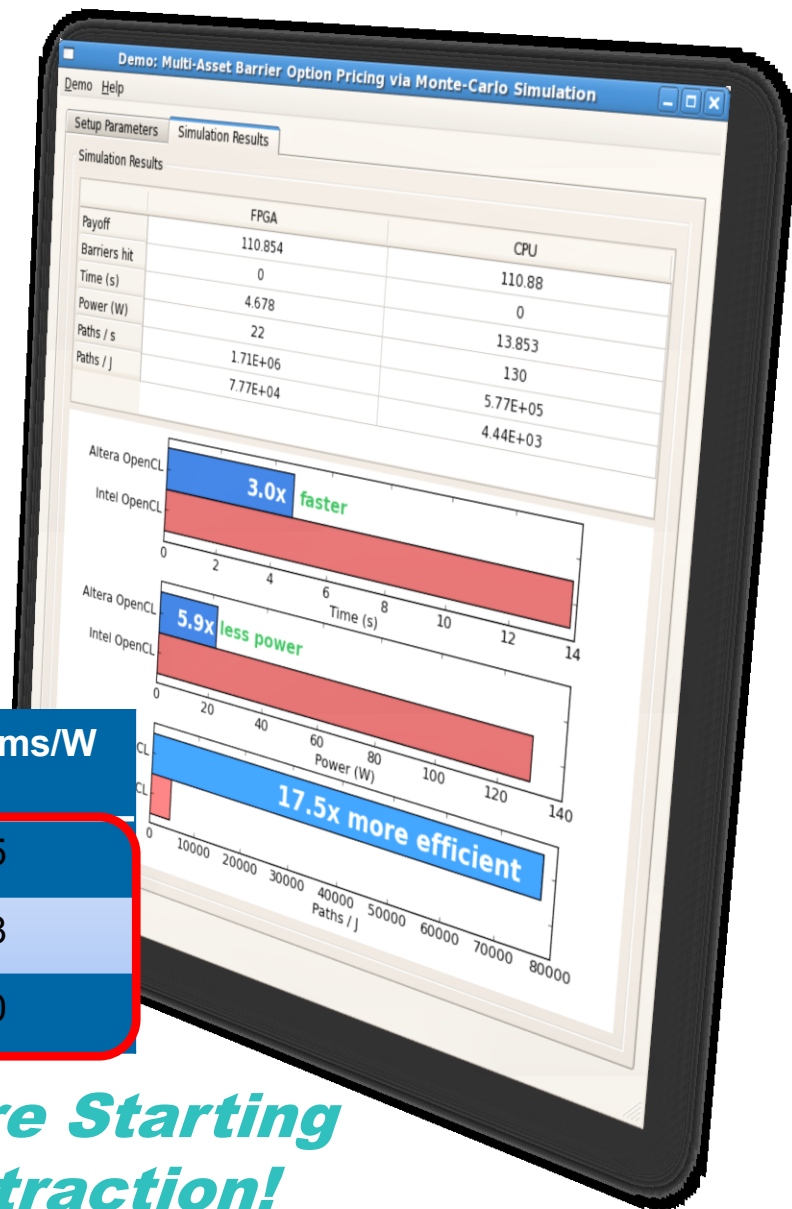 Demo: Multi-Asset Barrier Option Pricing via Monte-Carlo Simulation
Demo Help
Setup Parameters Simulation Results
Simulation Results
FPGA CPU
Payoff 110.854 110.88
Barriers hit 0 0
Time (s) 4.678 13.853
Power (W) 22 130
Paths / s 1.71E+06 5.77E+05
Paths / J 7.77E+04 4.44E+03
Altera OpenCL
3.0x faster
Intel OpenCL
0 2 4 6 8 10 12 14
Time (s)
Altera OpenCL
5.9x less power
Intel OpenCL
0 20 40 60 80 100 120 140
Power (W)
CL
17.5x more efficient
CL
0 10000 20000 30000 40000 50000 60000 70000 80000
Paths / J
ms/W
5
3
0
re Starting
traction!